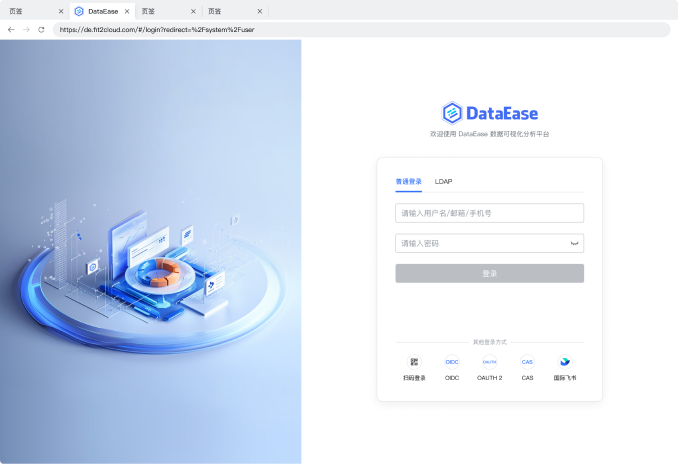 页签
DataEase
页签
页签
https://de.fit2cloud.com/#/login?redirect=%2Fsystem%2Fuser
DataEase
欢迎使用 DataEase 数据可视化分析平台
普通登录 LDAP
请输入用户名/邮箱/手机号
请输入密码
登录
其他登录方式
OIDC OAUTH CAS
扫码登录 OIDC OAUTH 2 CAS 国际飞书